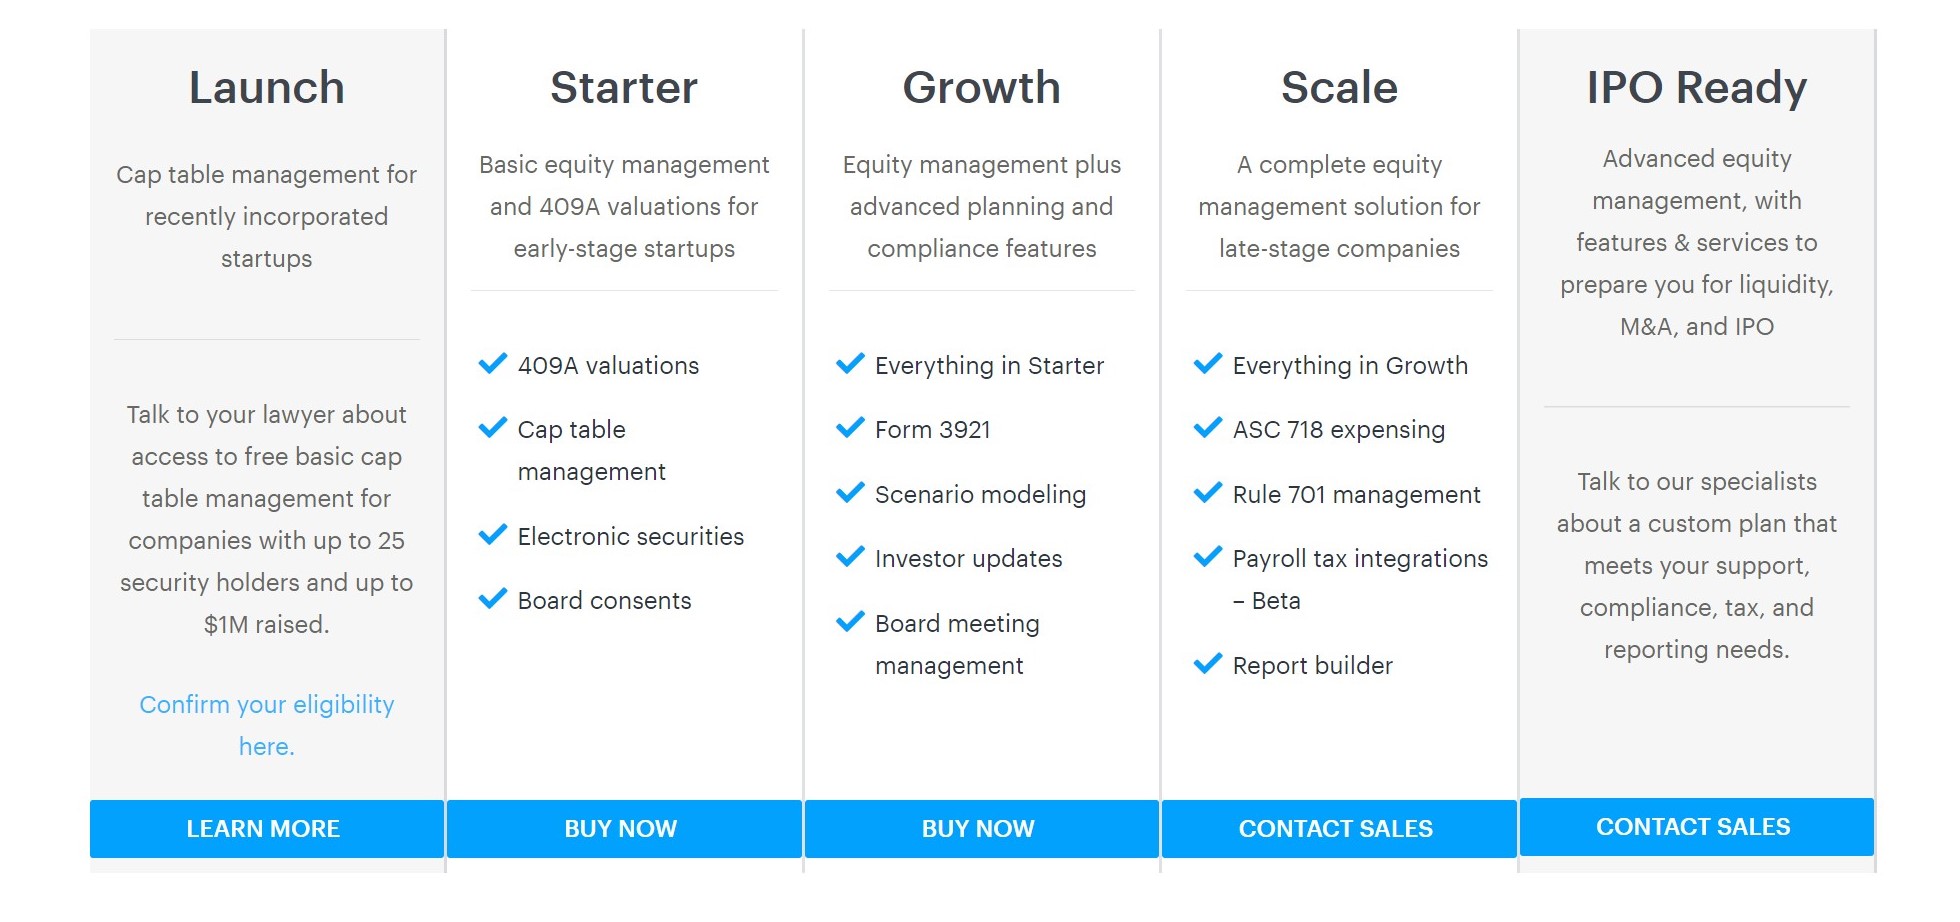 Launch
Cap table management for
recently incorporated
startups
Talk to your lawyer about
access to free basic cap
table management for
companies with up to 25
security holders and up to
$1M raised.
Confirm your eligibility
here.
LEARN MORE
Starter
Basic equity management
and 409A valuations for
early-stage startups
409A valuations
Cap table
management
Electronic securities
Board consents
BUY NOW
Growth
Equity management plus
advanced planning and
compliance features
Everything in Starter
Form 3921
Scenario modeling
Investor updates
Board meeting
management
BUY NOW
Scale
A complete equity
management solution for
late-stage companies
Everything in Growth
ASC 718 expensing
Rule 701 management
Payroll tax integrations
– Beta
Report builder
CONTACT SALES
IPO Ready
Advanced equity
management, with
features & services to
prepare you for liquidity,
M&A, and IPO
Talk to our specialists
about a custom plan that
meets your support,
compliance, tax, and
reporting needs.
CONTACT SALES